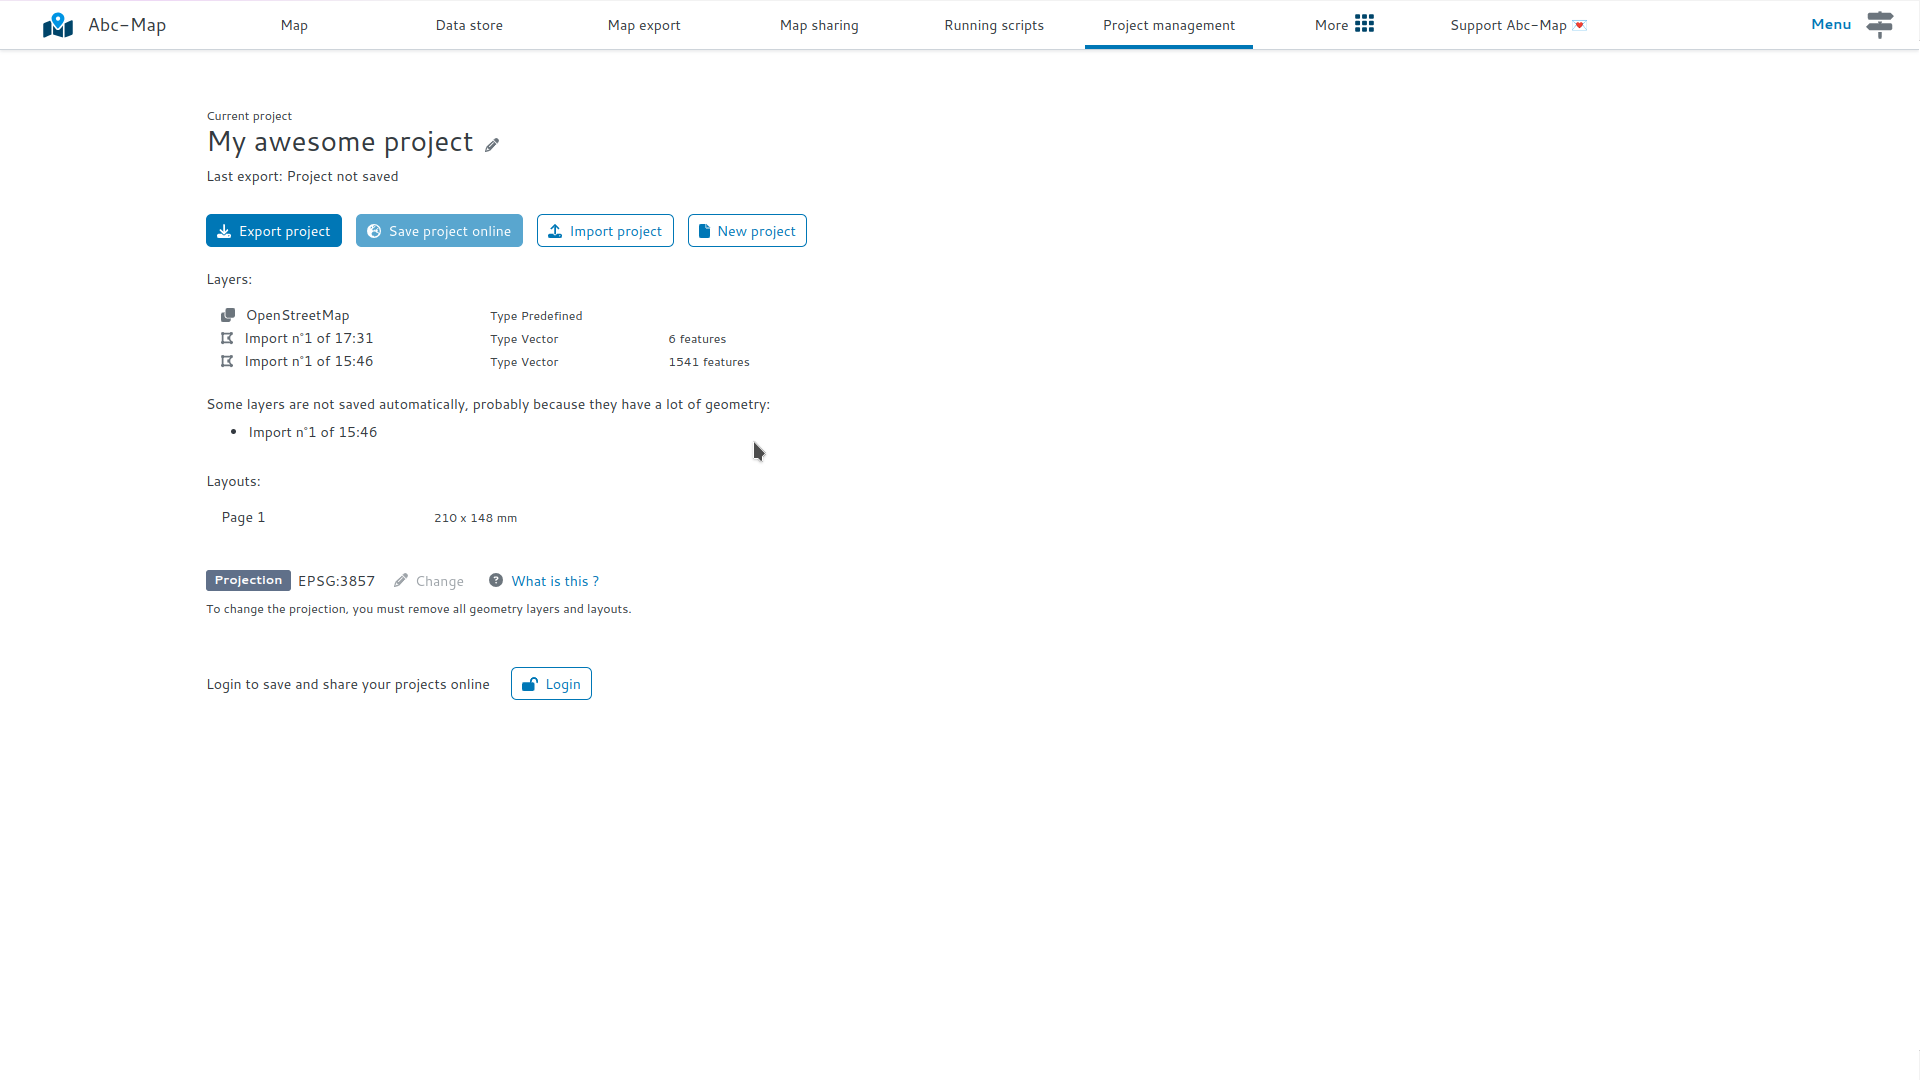 Abc-Map
Map
Data store
Map export
Map sharing
Running scripts
Project management
More
Support Abc-Map 💌
Menu
Current project
My awesome project
Last export: Project not saved
Export project
Save project online
Import project
New project
Layers:
OpenStreetMap Type Predefined
Import n°1 of 17:31 Type Vector 6 features
Import n°1 of 15:46 Type Vector 1541 features
Some layers are not saved automatically, probably because they have a lot of geometry:
• Import n°1 of 15:46
Layouts:
Page 1 210 x 148 mm
Projection EPSG:3857 Change What is this ?
To change the projection, you must remove all geometry layers and layouts.
Login to save and share your projects online Login